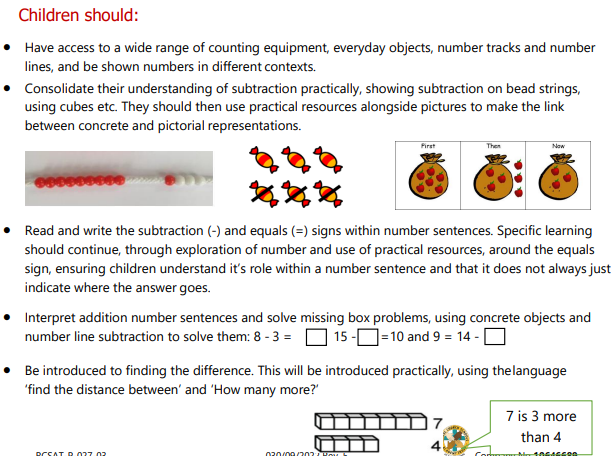 Children should:
• Have access to a wide range of counting equipment, everyday objects, number tracks and number
lines, and be shown numbers in different contexts.
• Consolidate their understanding of subtraction practically, showing subtraction on bead strings,
using cubes etc. They should then use practical resources alongside pictures to make the link
between concrete and pictorial representations.
First Then Now
• Read and write the subtraction (-) and equals (=) signs within number sentences. Specific learning
should continue, through exploration of number and use of practical resources, around the equals
sign, ensuring children understand it's role within a number sentence and that it does not always just
indicate where the answer goes.
• Interpret addition number sentences and solve missing box problems, using concrete objects and
number line subtraction to solve them: 8 - 3 = □ 15 -□=10 and 9 = 14 - □
• Be introduced to finding the difference. This will be introduced practically, using thelanguage
'find the distance between' and 'How many more?'
7
4
7 is 3 more
than 4